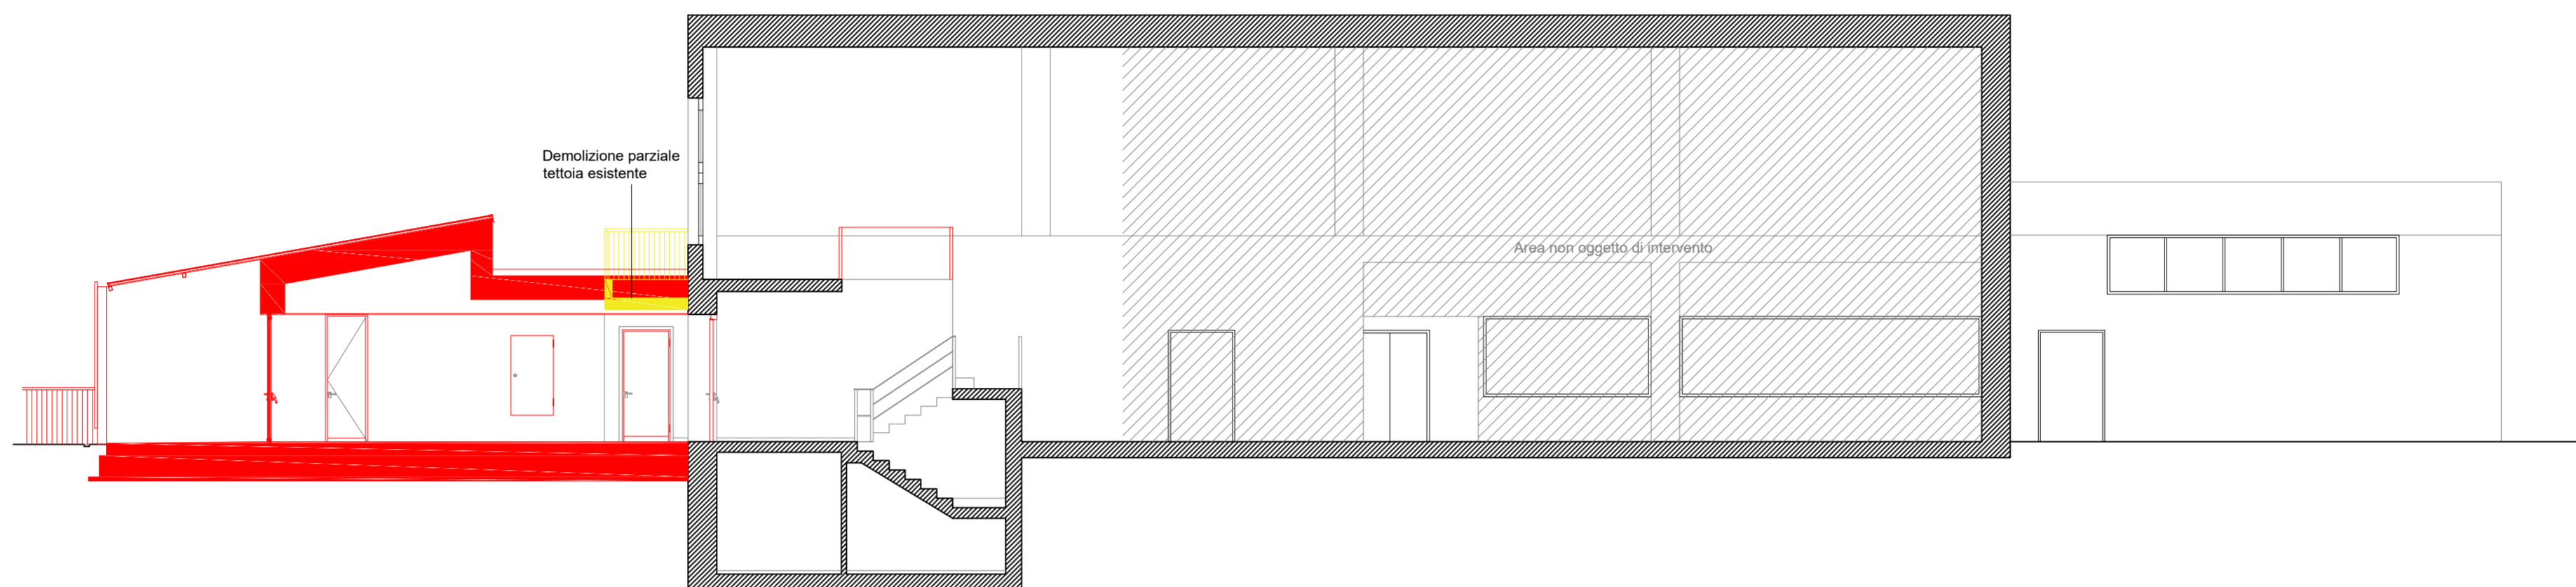 Demolizione parziale
tettoia esistente
Area non oggetto di intervento